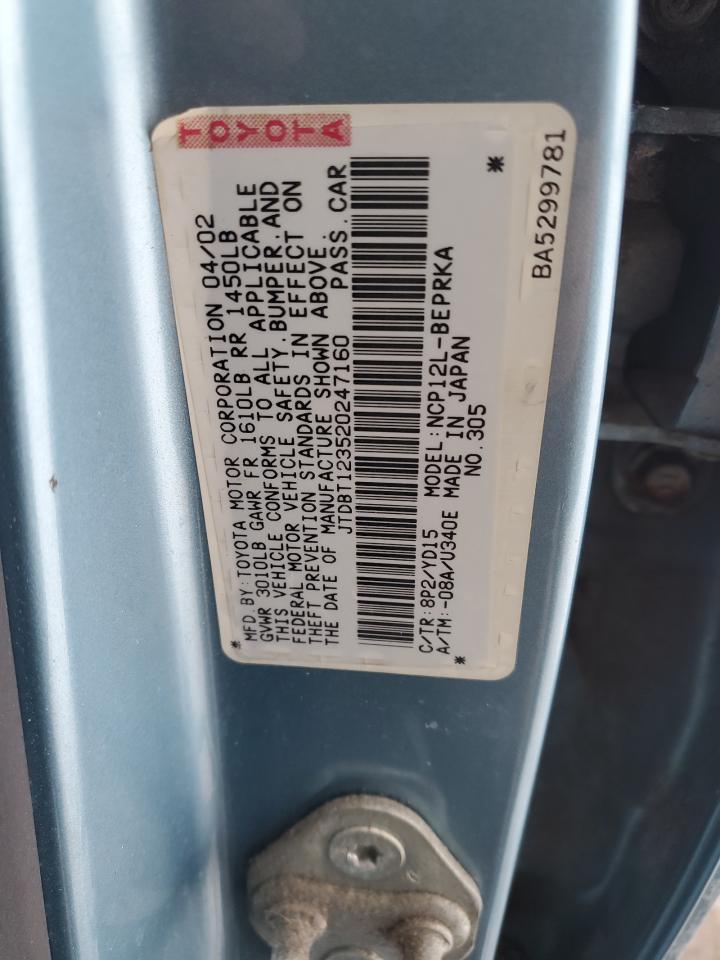 TOYOTA
MFD. BY: TOYOTA MOTOR CORPORATION 04/02
GVWR 3010LB GAWR FR 1610LB RR 1450LB
THIS VEHICLE CONFORMS TO ALL APPLICABLE
FEDERAL MOTOR VEHICLE SAFETY. BUMPER. AND
THEFT PREVENTION STANDARDS IN EFFECT ON
THE DATE OF MANUFACTURE SHOWN ABOVE.
JTDBT123520247160 PASS. CAR
C/TR: 8P2/YD15 MODEL: NCP12L-BEPRKA
A/TM: -08A/U340E MADE IN JAPAN
NO. 305
BA5299781